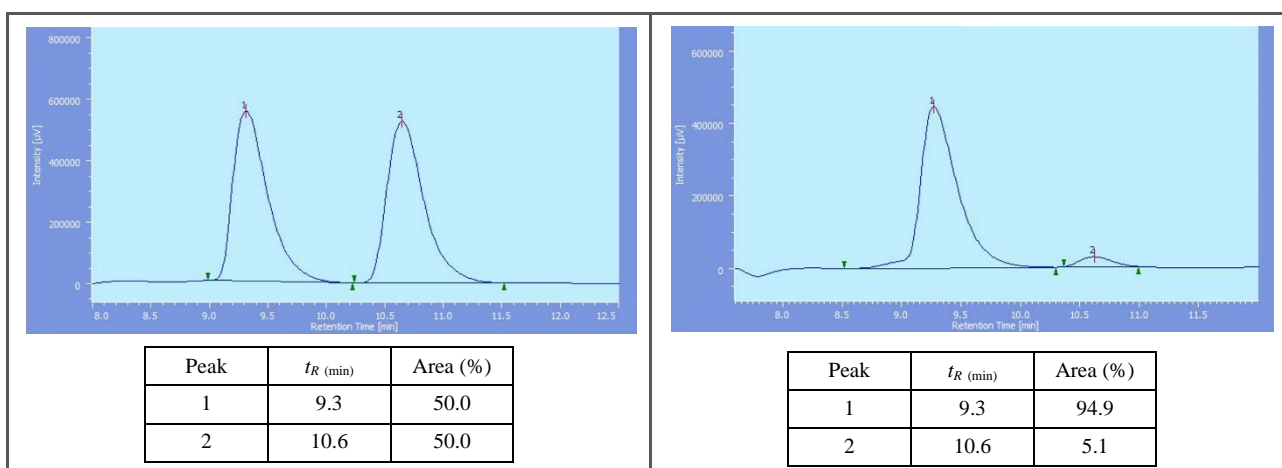 800000
600000
400000
200000
0
Intensity [µV]
1
2
8.0 8.5 9.0 9.5 10.0 10.5 11.0 11.5 12.0 12.5
Retention Time [min]
Peak tR (min) Area (%)
1 9.3 50.0
2 10.6 50.0
600000
400000
200000
0
Intensity [µV]
1
2
8.0 8.5 9.0 9.5 10.0 10.5 11.0 11.5
Retention Time [min]
Peak tR (min) Area (%)
1 9.3 94.9
2 10.6 5.1